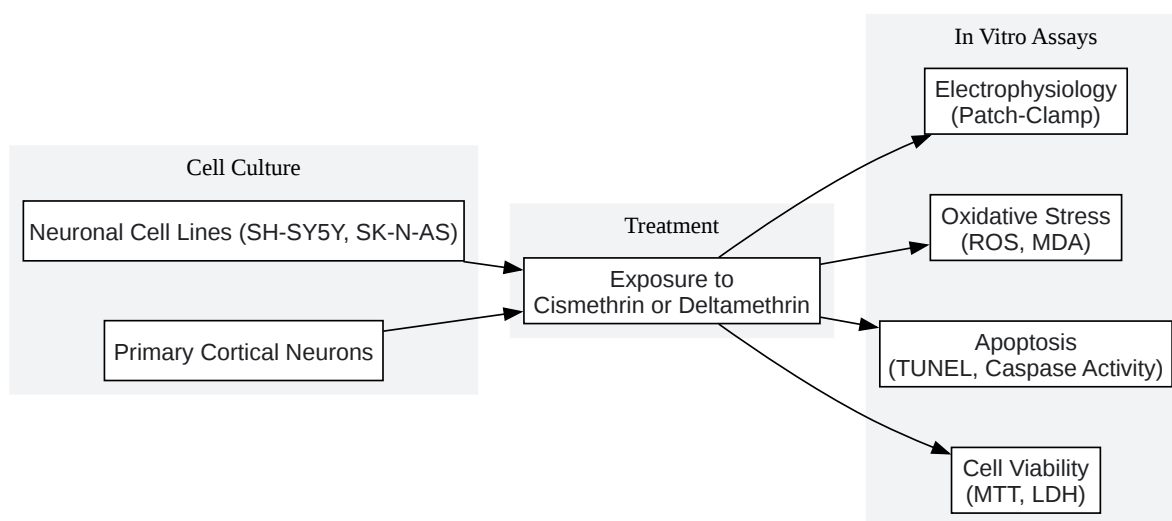 Cell Culture
Neuronal Cell Lines (SH-SY5Y, SK-N-AS)
Primary Cortical Neurons
Treatment
Exposure to
Cismethrin or Deltamethrin
In Vitro Assays
Electrophysiology
(Patch-Clamp)
Oxidative Stress
(ROS, MDA)
Apoptosis
(TUNEL, Caspase Activity)
Cell Viability
(MTT, LDH)